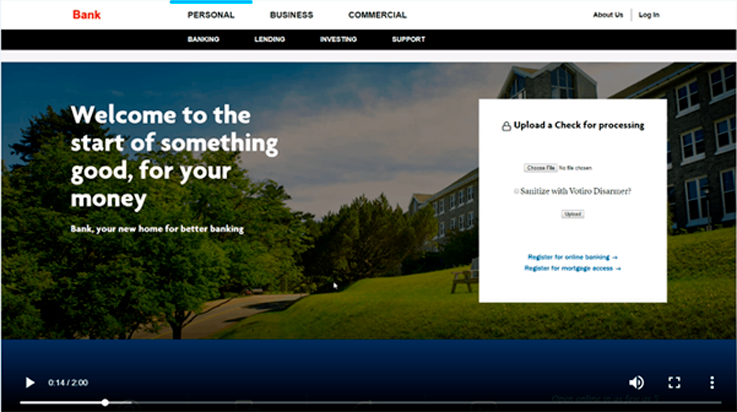 Bank
PERSONAL BUSINESS COMMERCIAL
About Us Log In
BANKING LENDING INVESTING SUPPORT
Welcome to the
start of something
good, for your
money
Bank, your new home for better banking
Upload a Check for processing
Choose File No file chosen
Sanitize with Votiro Disarmer?
Upload
Register for online banking →
Register for mortgage access →
0:14 / 2:00